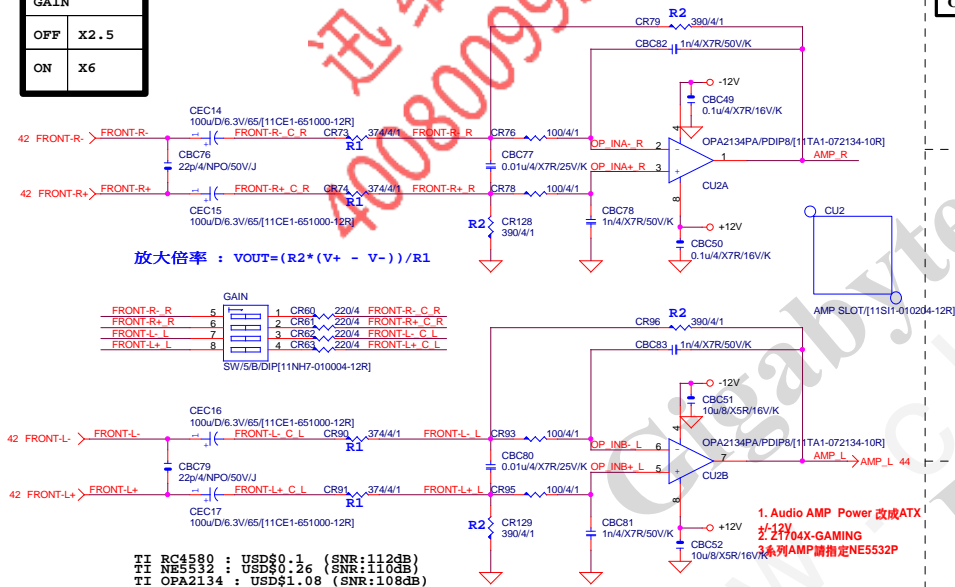 GAIN
OFF X2.5
ON X6
R2
CR79 390/4/1
CBC82 1n/4/X7R/50V/K
-12V
CBC49
0.1u/4/X7R/16V/K
CEC14
100u/D/6.3V/65/[11CE1-651000-12R]
42 FRONT-R- FRONT-R- FRONT-R-_C_R CR73 374/4/1 FRONT-R-_R CR76 100/4/1 OP_INA-_R 2
R1
OPA2134PA/PDIP8/[11TA1-072134-10R]
4
1 AMP_R
CBC76
22p/4/NPO/50V/J
CBC77
0.01u/4/X7R/25V/K
OP_INA+_R 3
CU2A
42 FRONT-R+ FRONT-R+ FRONT-R+_C_R CR74 374/4/1 FRONT-R+_R CR78 100/4/1
R1
8
CEC15
100u/D/6.3V/65/[11CE1-651000-12R]
R2 CR128
390/4/1
CBC78
1n/4/X7R/50V/K
+12V
CBC50
0.1u/4/X7R/16V/K
CU2
AMP SLOT/[11SI1-010204-12R]
放大倍率 : VOUT=(R2*(V+ - V-))/R1
GAIN
FRONT-R-_R 5 1 CR60 220/4 FRONT-R-_C_R
FRONT-R+_R 6 2 CR61 220/4 FRONT-R+_C_R
FRONT-L-_L 7 3 CR62 220/4 FRONT-L-_C_L
FRONT-L+_L 8 4 CR63 220/4 FRONT-L+_C_L
SW/5/B/DIP[11NH7-010004-12R]
R2
CR96 390/4/1
CBC83 1n/4/X7R/50V/K
-12V
CBC51
10u/8/X5R/16V/K
CEC16
100u/D/6.3V/65/[11CE1-651000-12R]
42 FRONT-L- FRONT-L- FRONT-L-_C_L CR90 374/4/1 FRONT-L-_L CR93 100/4/1 OP_INB-_L 6
R1
OPA2134PA/PDIP8/[11TA1-072134-10R]
4
7 AMP_L AMP_L 44
CBC79
22p/4/NPO/50V/J
CBC80
0.01u/4/X7R/25V/K
OP_INB+_L 5
CU2B
42 FRONT-L+ FRONT-L+ FRONT-L+_C_L CR91 374/4/1 FRONT-L+_L CR95 100/4/1
R1
8
CEC17
100u/D/6.3V/65/[11CE1-651000-12R]
R2 CR129
390/4/1
CBC81
1n/4/X7R/50V/K
+12V
CBC52
10u/8/X5R/16V/K
1. Audio AMP Power 改成ATX
+/-12V
2. Z1704X-GAMING
3系列AMP請指定NE5532P
TI RC4580 : USD$0.1 (SNR:112dB)
TI NE5532 : USD$0.26 (SNR:110dB)
TI OPA2134 : USD$1.08 (SNR:108dB)
Gigabyte